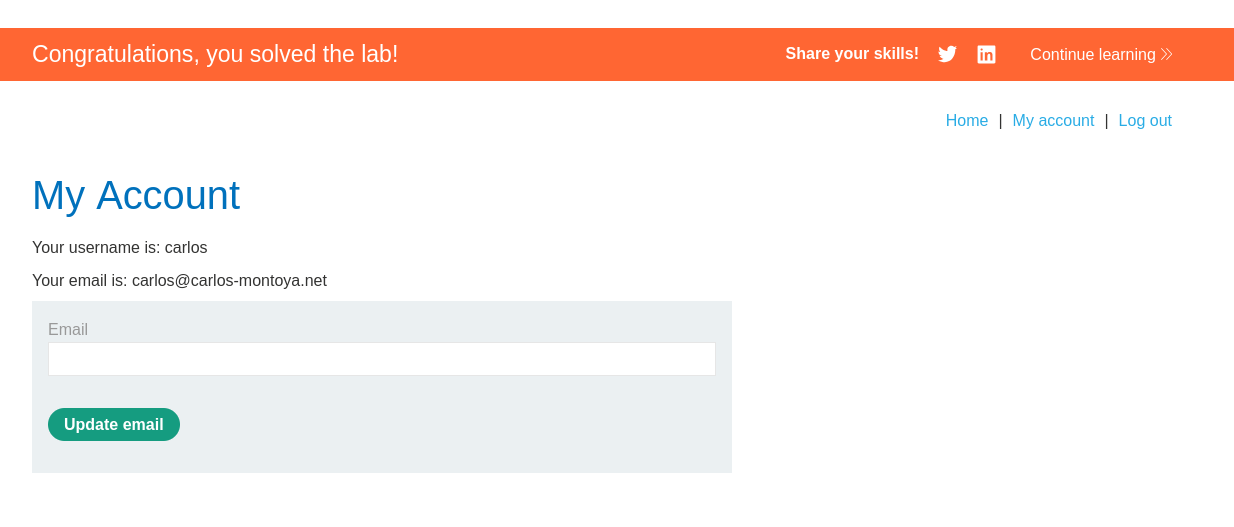 Congratulations, you solved the lab!
Share your skills!
Continue learning
Home | My account | Log out
My Account
Your username is: carlos
Your email is: carlos@carlos-montoya.net
Email
Update email